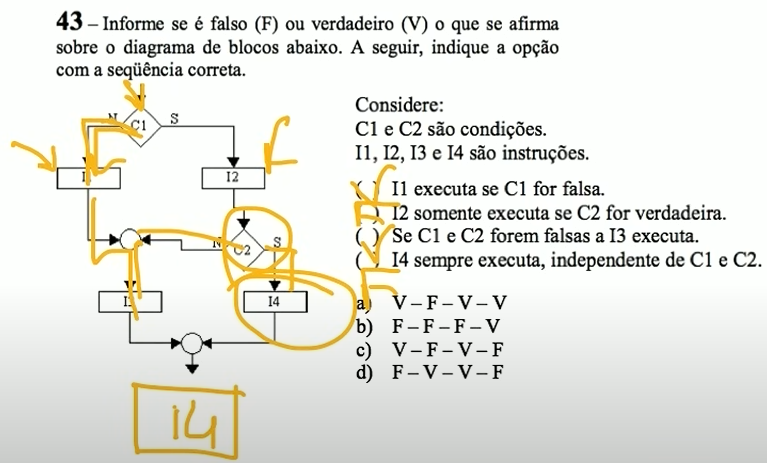 43 – Informe se é falso (F) ou verdadeiro (V) o que se afirma
sobre o diagrama de blocos abaixo. A seguir, indique a opção
com a seqüência correta.
Considere:
C1 e C2 são condições.
I1, I2, I3 e I4 são instruções.
N
C1
S
I2
( ) I1 executa se C1 for falsa.
( ) I2 somente executa se C2 for verdadeira.
( ) Se C1 e C2 forem falsas a I3 executa.
( ) I4 sempre executa, independente de C1 e C2.
N
C2
S
I4
a) V – F – V – V
b) F – F – F – V
c) V – F – V – F
d) F – V – V – F
i4